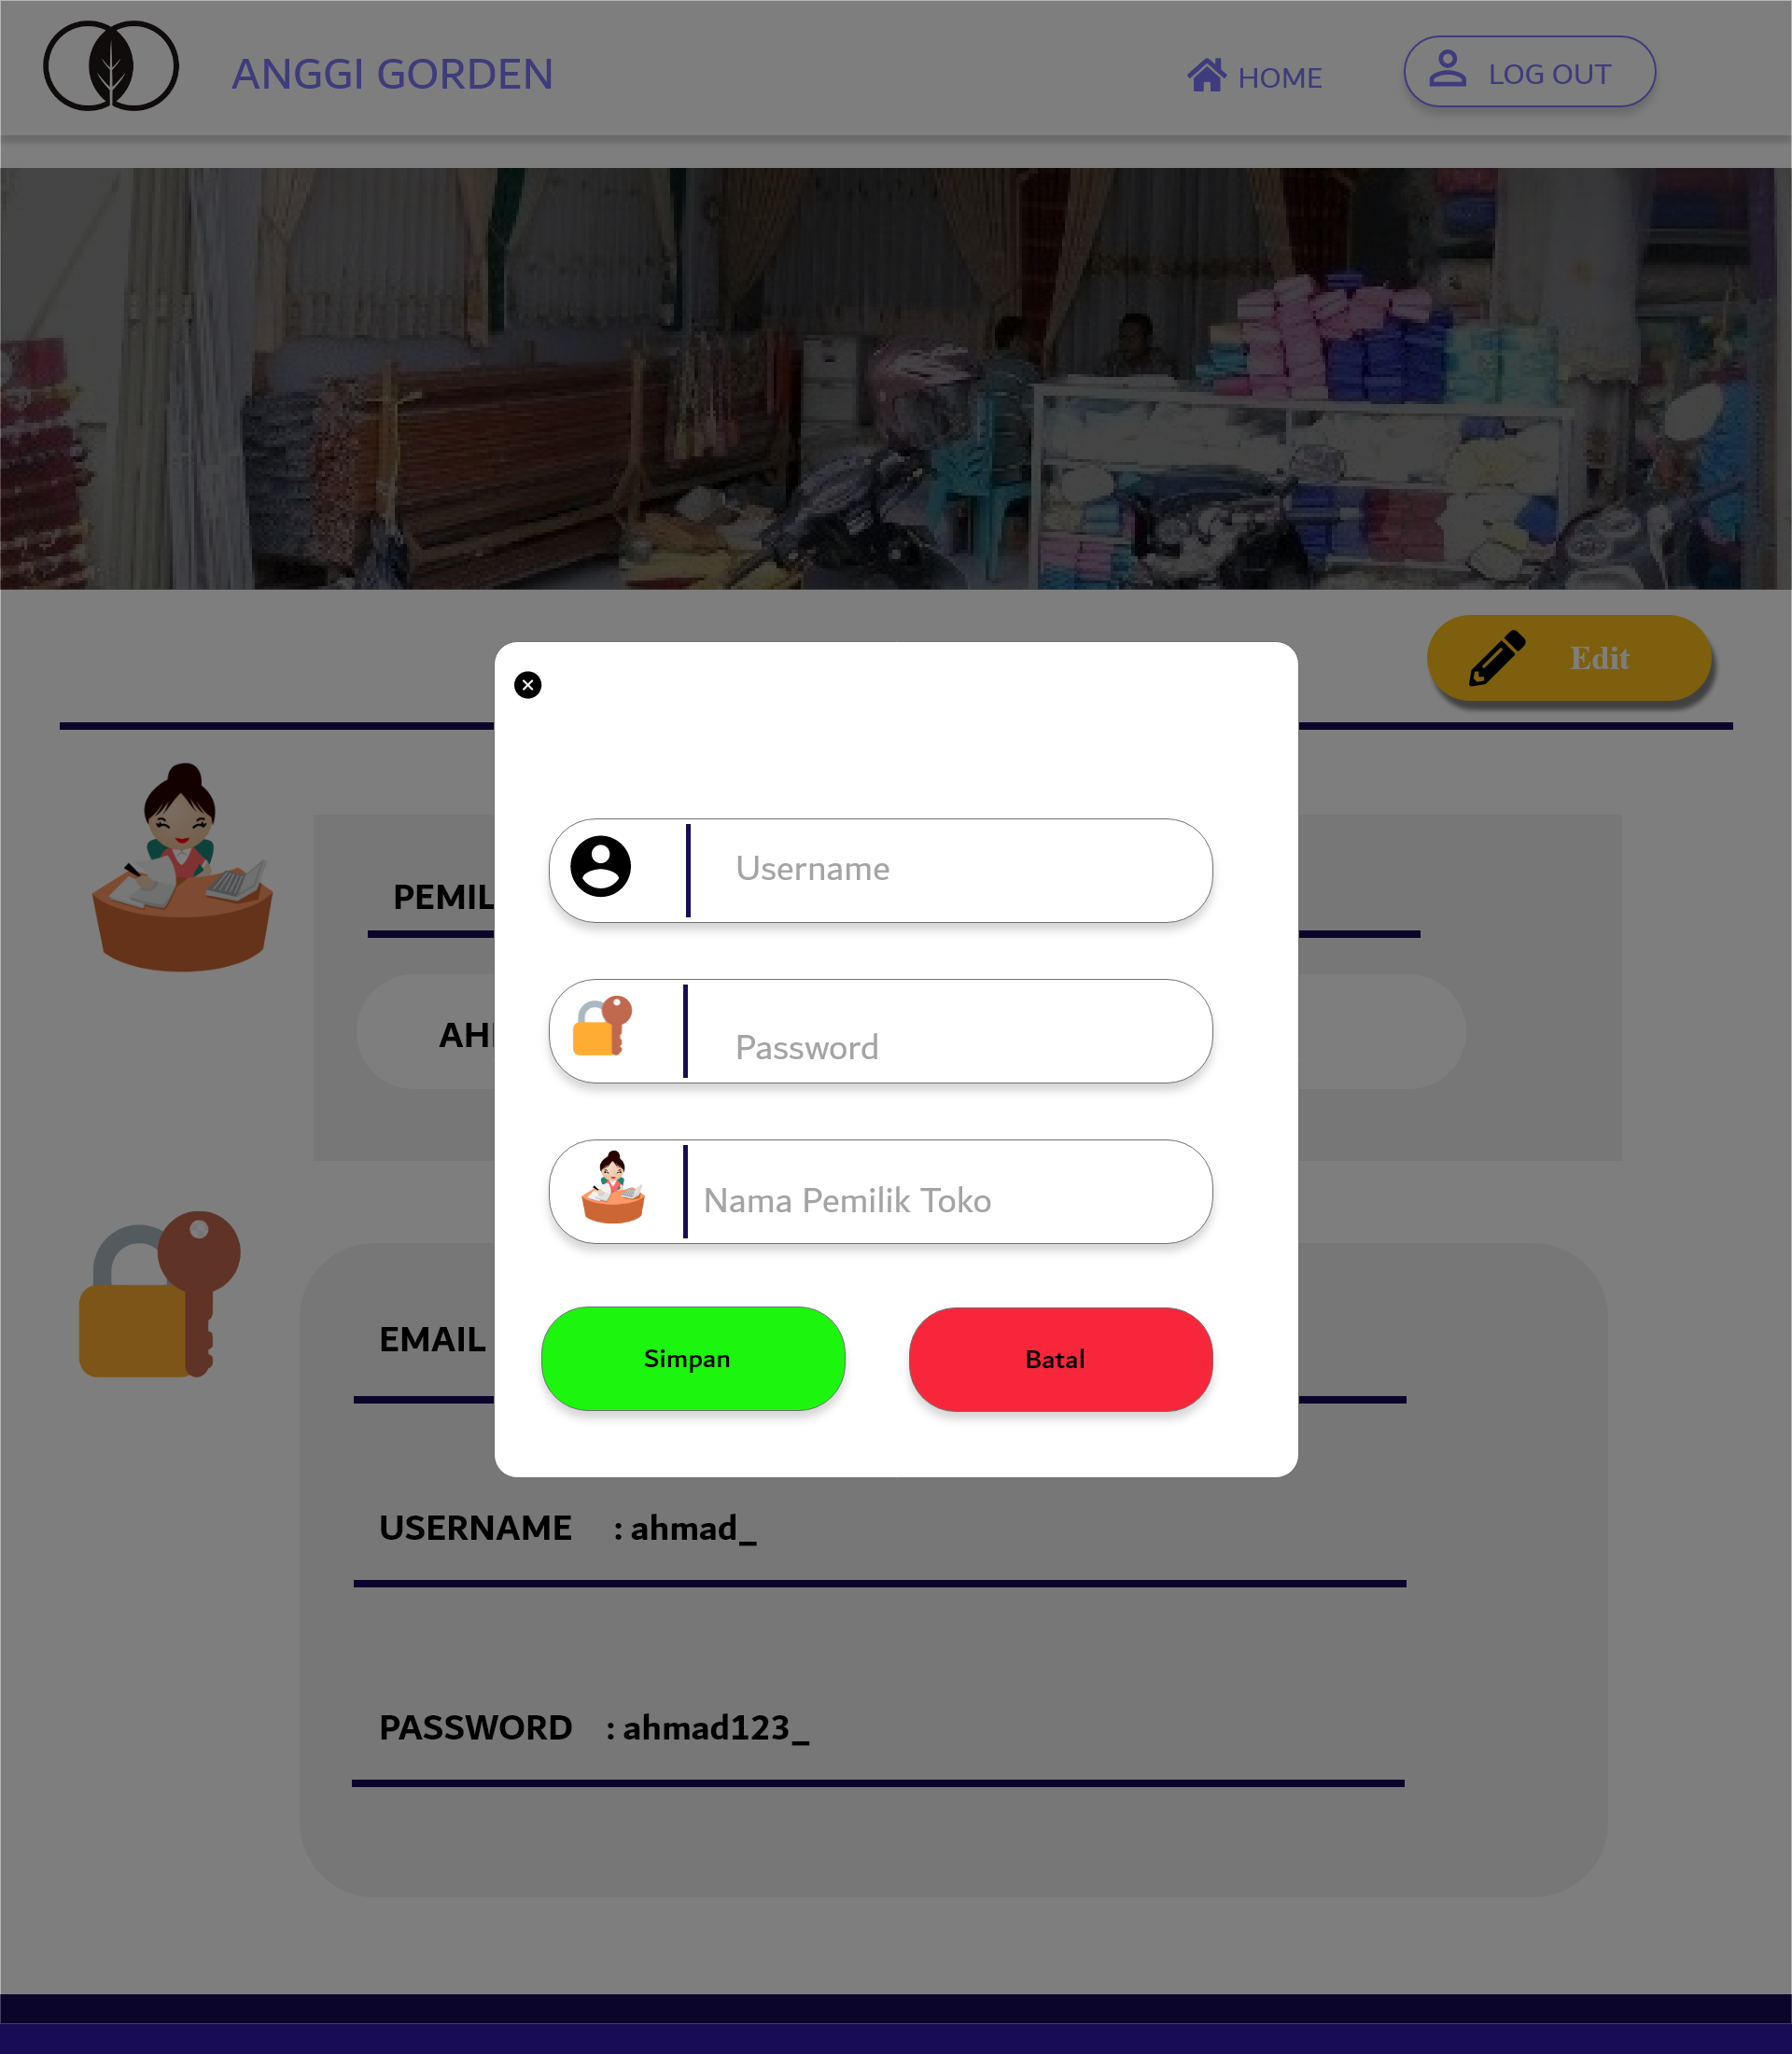 ANGGI GORDEN
HOME
LOG OUT
Edit
Username
PEMIL
AH
Password
Nama Pemilik Toko
EMAIL
Simpan
Batal
USERNAME : ahmad_
PASSWORD : ahmad123_